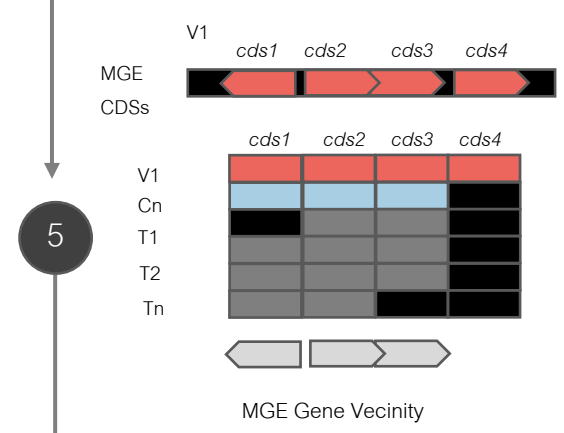 V1
cds1 cds2 cds3 cds4
MGE
CDSs
cds1 cds2 cds3 cds4
V1
Cn
5
T1
T2
Tn
MGE Gene Vecinity